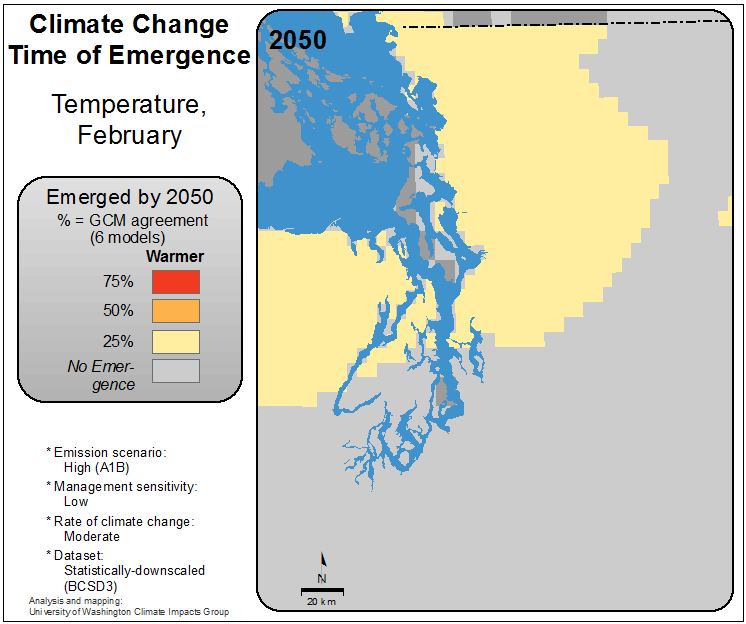 Climate Change
Time of Emergence
Temperature,
February
Emerged by 2050
% = GCM agreement
(6 models)
Warmer
75%
50%
25%
No Emer-
gence
* Emission scenario:
High (A1B)
* Management sensitivity:
Low
* Rate of climate change:
Moderate
* Dataset:
Statistically-downscaled
(BCSD3)
Analysis and mapping:
University of Washington Climate Impacts Group
2050
N
20 km